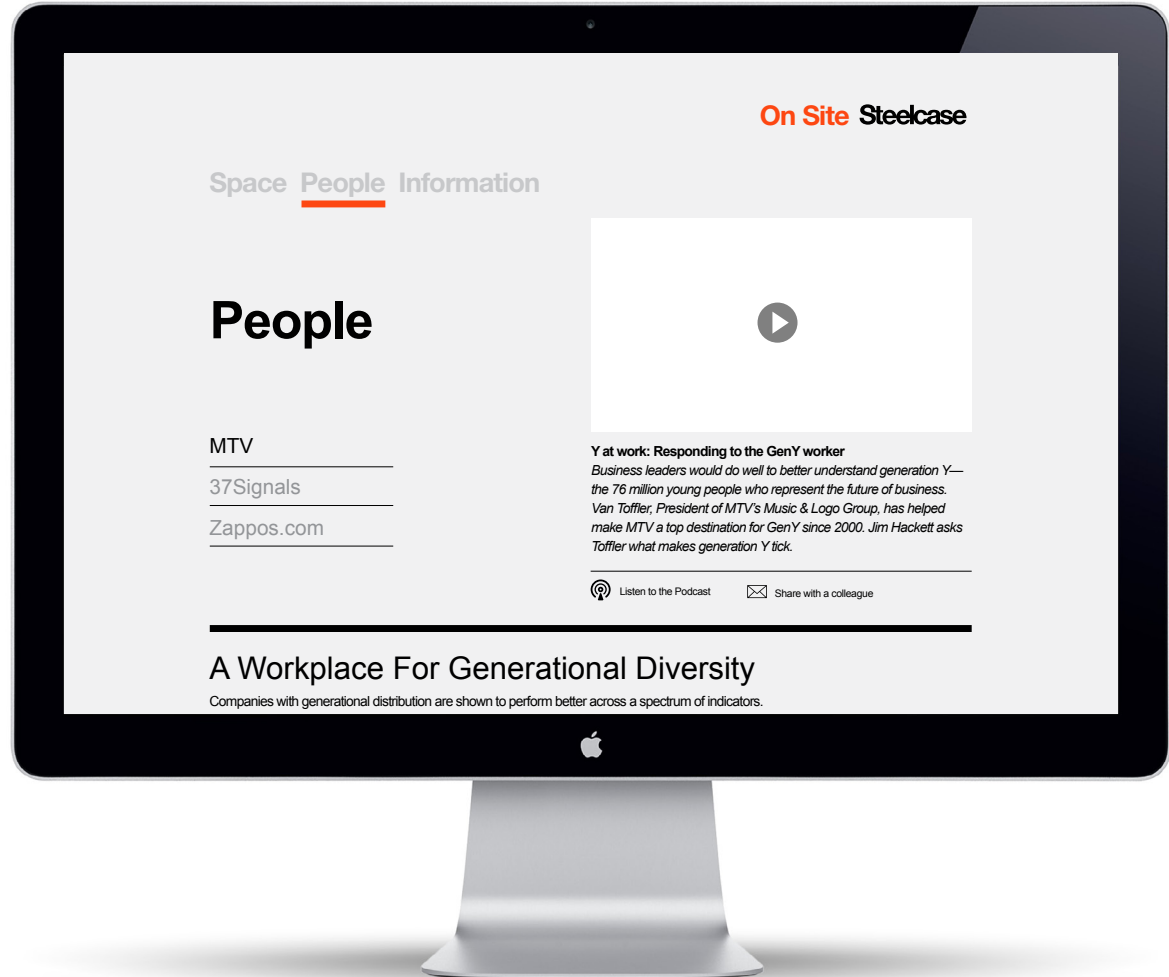 On Site Steelcase
Space People Information
People
MTV
37Signals
Zappos.com
Y at work: Responding to the GenY worker
Business leaders would do well to better understand generation Y—
the 76 million young people who represent the future of business.
Van Toffler, President of MTV's Music & Logo Group, has helped
make MTV a top destination for GenY since 2000. Jim Hackett asks
Toffler what makes generation Y tick.
Listen to the Podcast
Share with a colleague
A Workplace For Generational Diversity
Companies with generational distribution are shown to perform better across a spectrum of indicators.